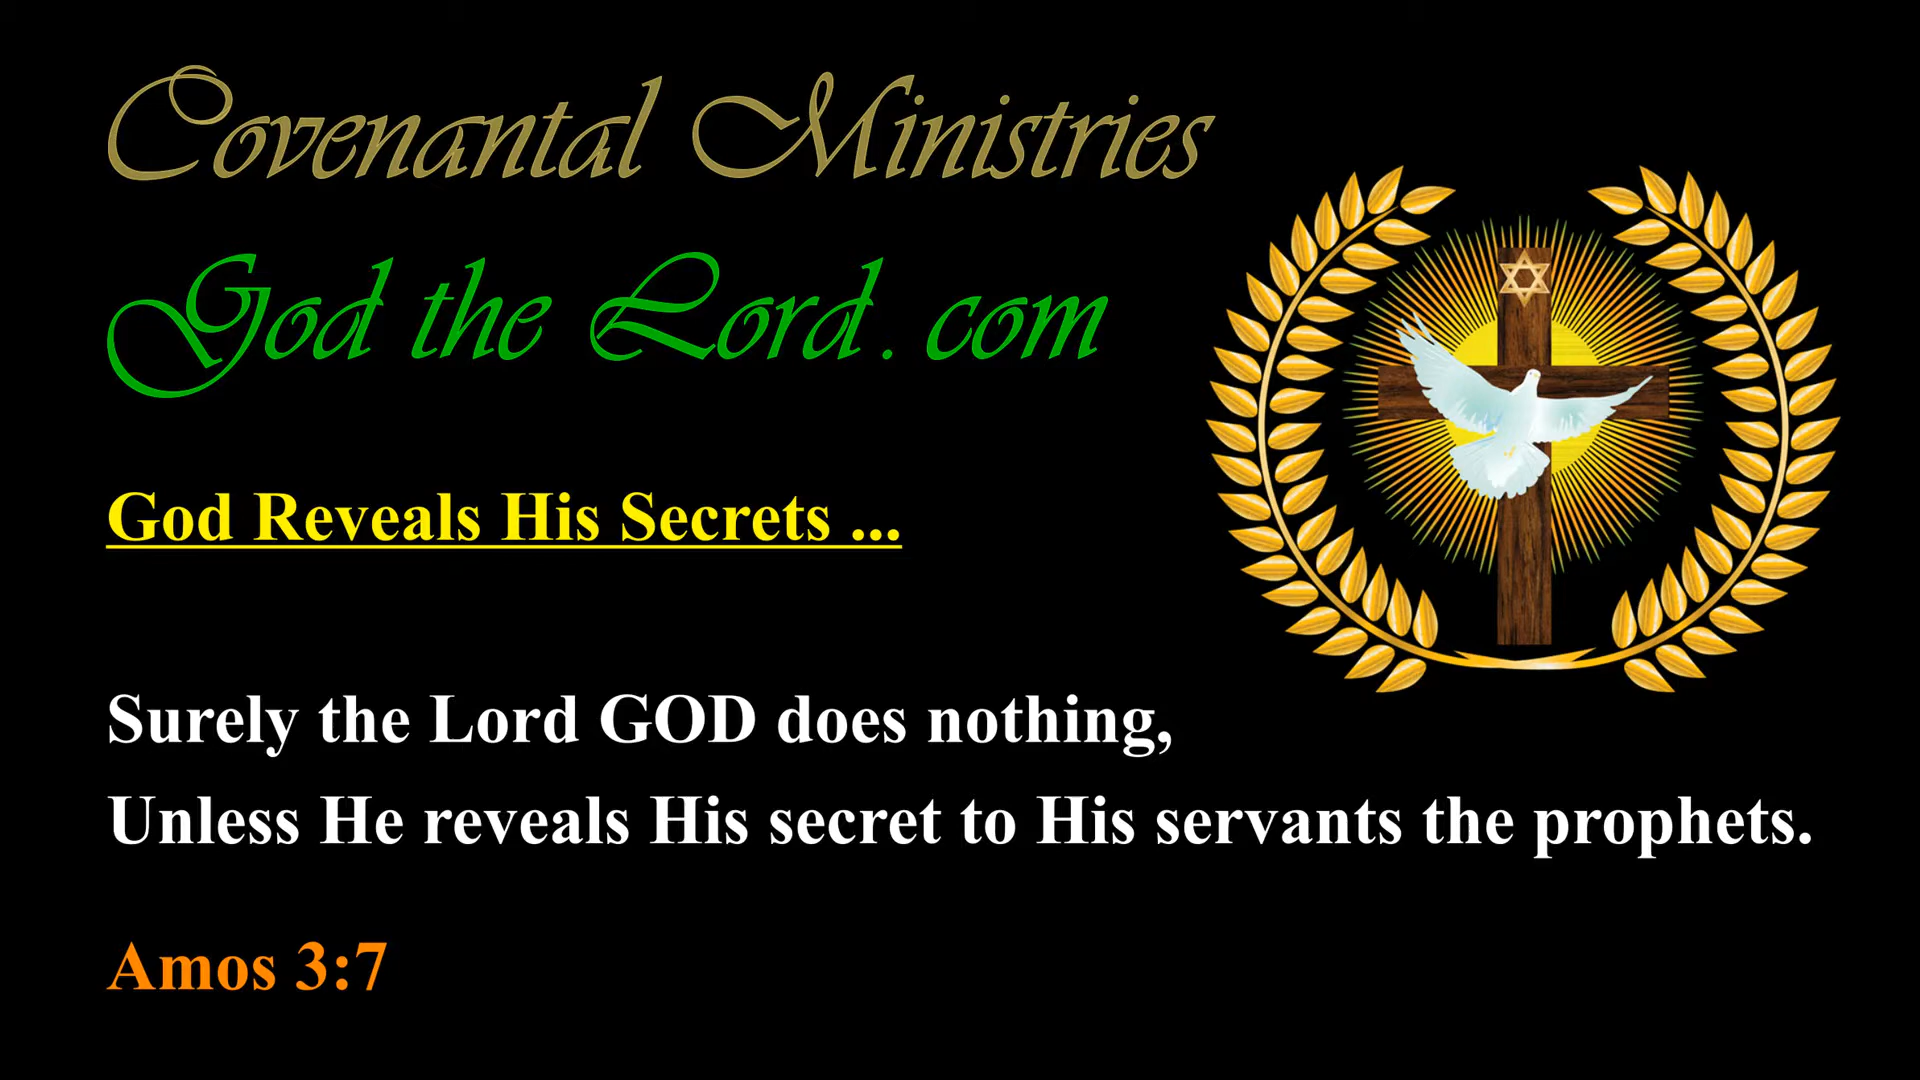 Covenantal Ministries
God the Lord . com
God Reveals His Secrets ...
Surely the Lord GOD does nothing,
Unless He reveals His secret to His servants the prophets.
Amos 3:7